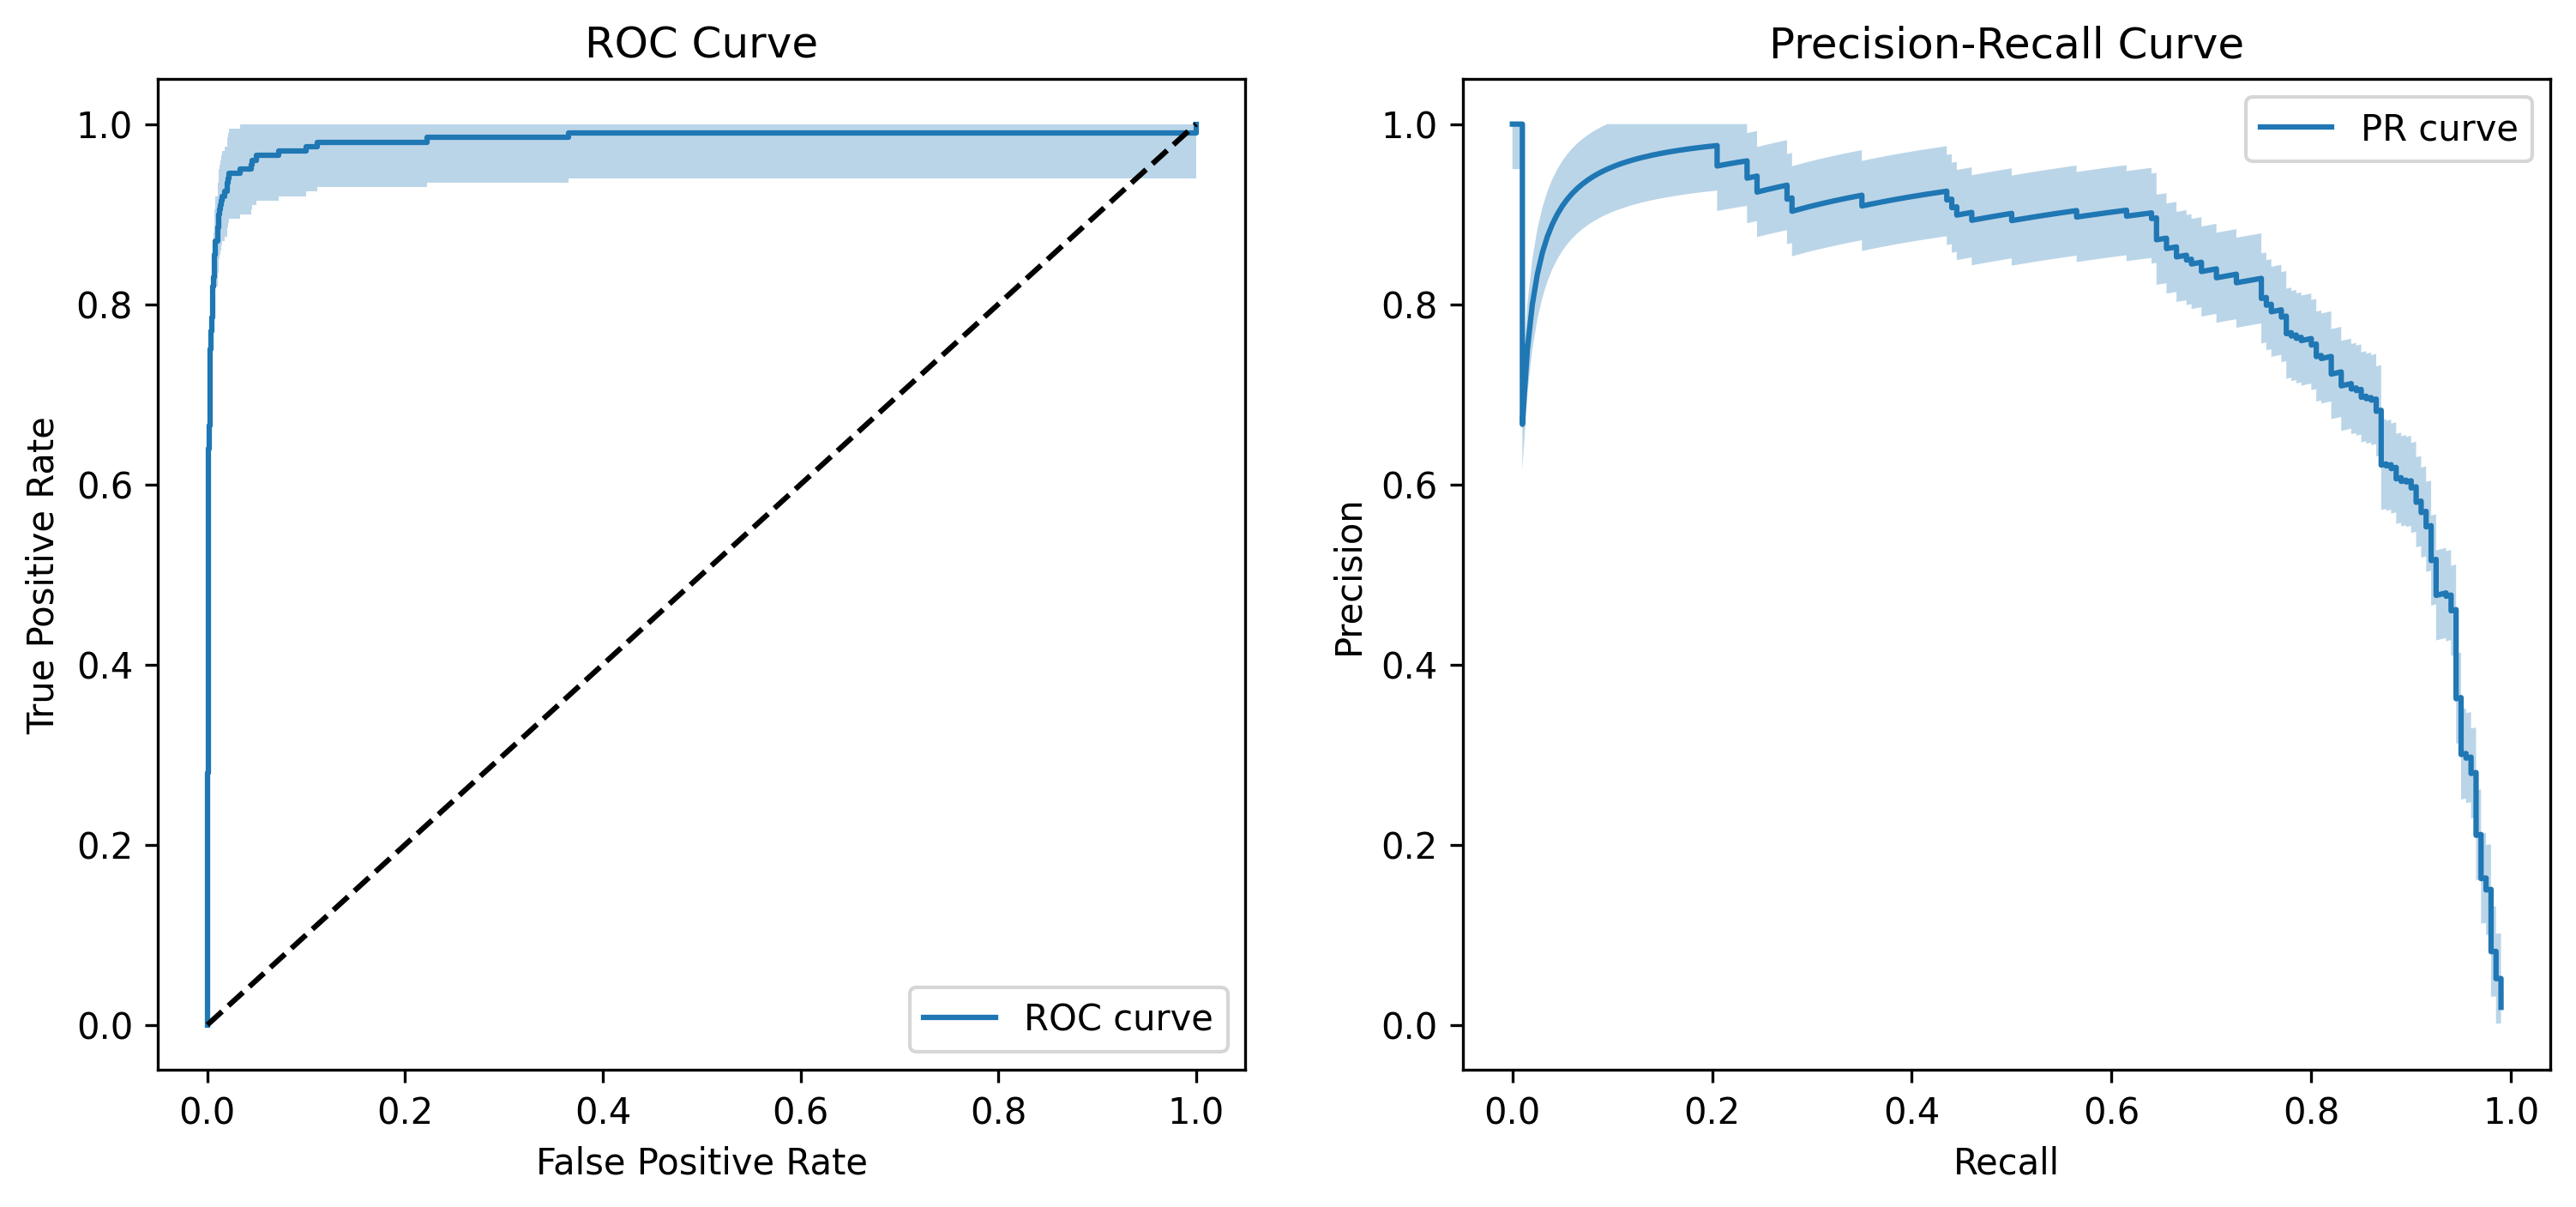 ROC Curve
True Positive Rate
1.0
0.8
0.6
0.4
0.2
0.0
0.0 0.2 0.4 0.6 0.8 1.0
False Positive Rate
ROC curve
Precision-Recall Curve
Precision
1.0
0.8
0.6
0.4
0.2
0.0
0.0 0.2 0.4 0.6 0.8 1.0
Recall
PR curve